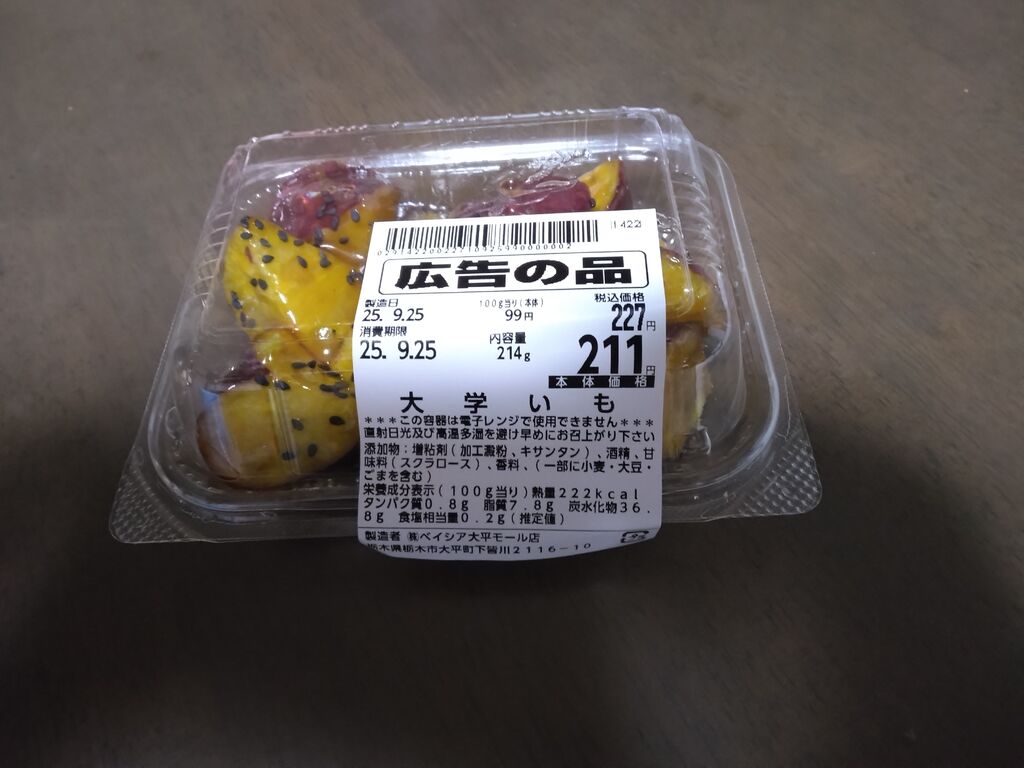 1422
広告の品
製造日
25. 9.25
100g当り(本体)
99円
税込価格
227円
消費期限
25. 9.25
内容量
214g
211円
本体価格
大学いも
***この容器は電子レンジで使用できません***
直射日光及び高温多湿を避け早めにお召上がり下さい
添加物：増粘剤(加工澱粉、キサンタン)、酒精、甘
味料(スクラロース)、香料、(一部に小麦・大豆・
ごまを含む)
栄養成分表示(100g当り)熱量222kcal
タンパク質0.8g 脂質7.8g 炭水化物36.
8g 食塩相当量0.2g(推定値)
製造者 ㈱ベイシア大平モール店
栃木県栃木市大平町下皆川2116-10